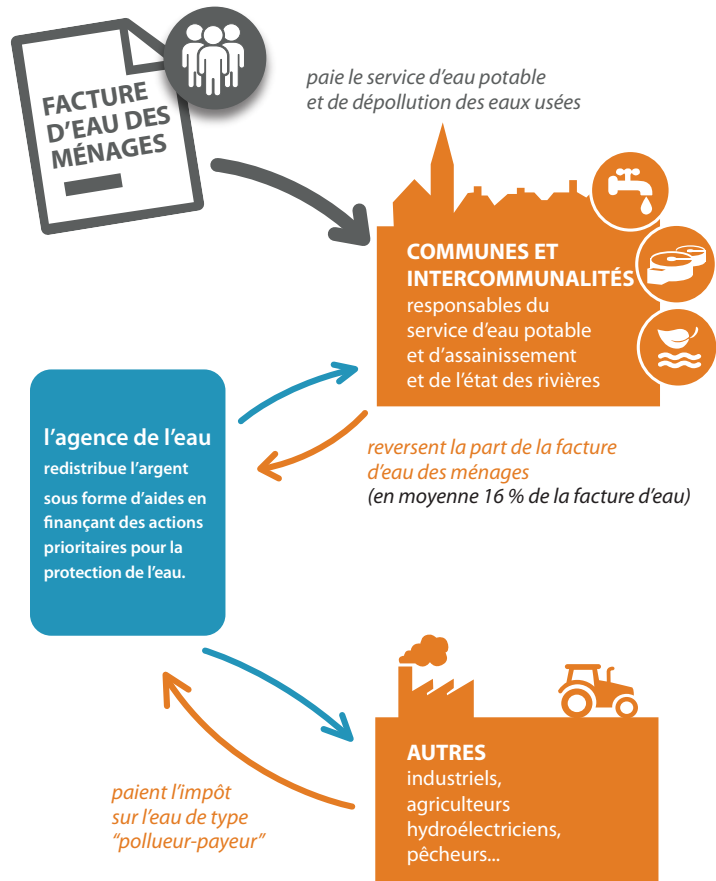 FACTURE
D'EAU DES
MÉNAGES
paie le service d'eau potable
et de dépollution des eaux usées
COMMUNES ET
INTERCOMMUNALITÉS
responsables du
service d'eau potable
et d'assainissement
et de l'état des rivières
l'agence de l'eau
redistribue l'argent
sous forme d'aides en
finançant des actions
prioritaires pour la
protection de l'eau.
reversent la part de la facture
d'eau des ménages
(en moyenne 16 % de la facture d'eau)
AUTRES
industriels,
agriculteurs
hydroélectriciens,
pêcheurs...
paient l'impôt
sur l'eau de type
“pollueur-payeur”